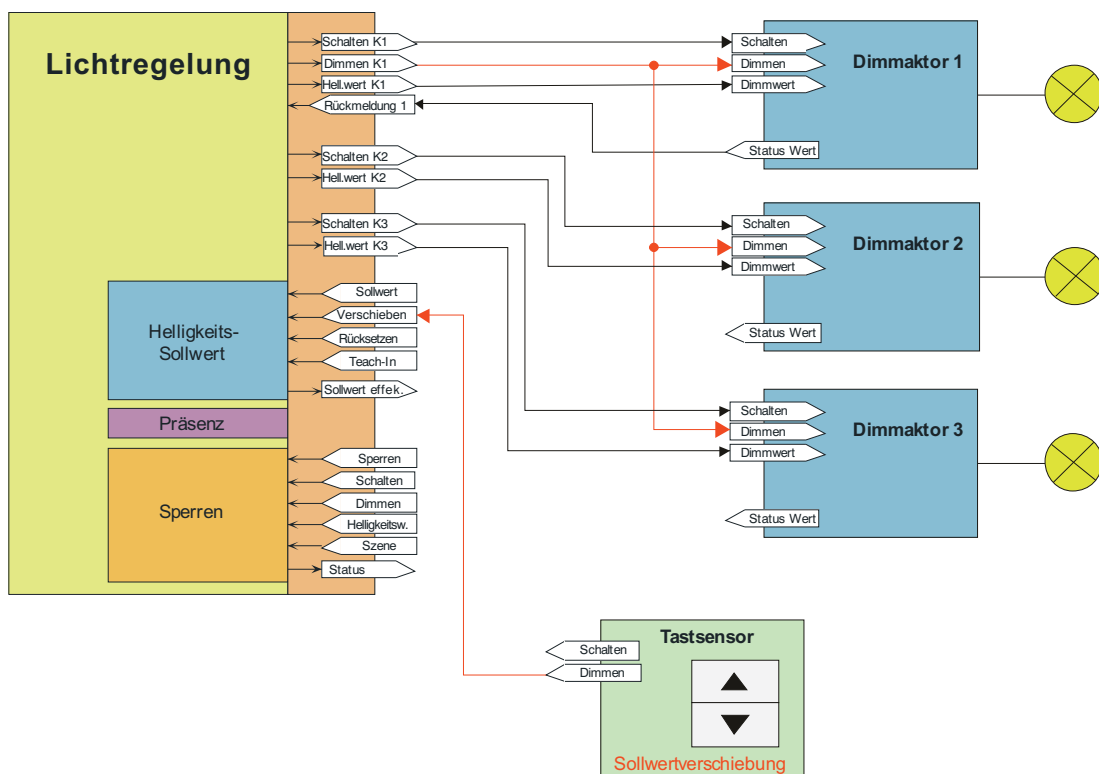 Lichtregelung
Schalten K1
Dimmen K1
Hell.wert K1
Rückmeldung 1
Schalten K2
Hell.wert K2
Schalten K3
Hell.wert K3
Helligkeits-
Sollwert
Sollwert
Verschieben
Rücksetzen
Teach-In
Sollwert effek.
Präsenz
Sperren
Sperren
Schalten
Dimmen
Helligkeitsw.
Szene
Status
Schalten
Dimmen
Dimmwert
Status Wert
Dimmaktor 1
Schalten
Dimmen
Dimmwert
Status Wert
Dimmaktor 2
Schalten
Dimmen
Dimmwert
Status Wert
Dimmaktor 3
Tastsensor
Schalten
Dimmen
Sollwertverschiebung